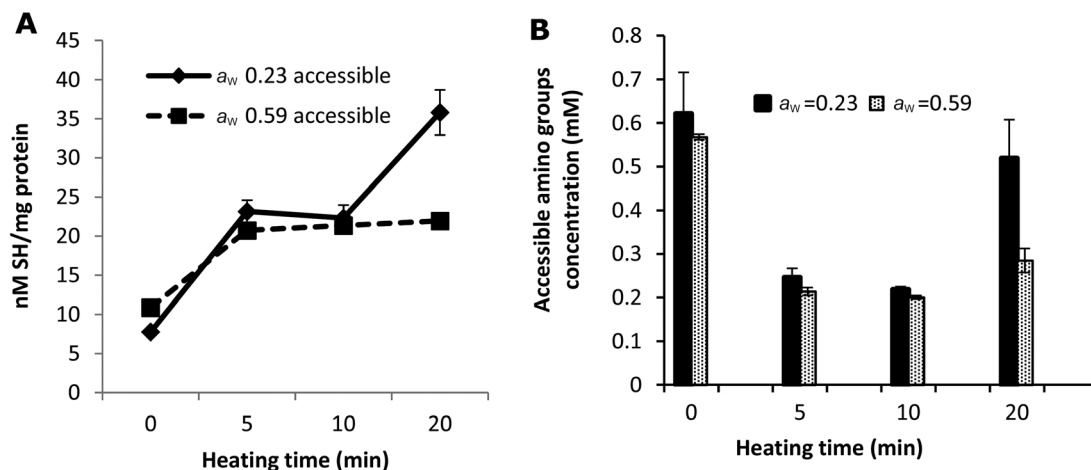 A
45
40
35
30
25
20
15
10
5
0
nM SH/mg protein
aw 0.23 accessible
aw 0.59 accessible
0 5 10 20
Heating time (min)
B
0.8
0.7
0.6
0.5
0.4
0.3
0.2
0.1
0
Accessible amino groups
concentration (mM)
aw =0.23 aw =0.59
0 5 10 20
Heating time (min)